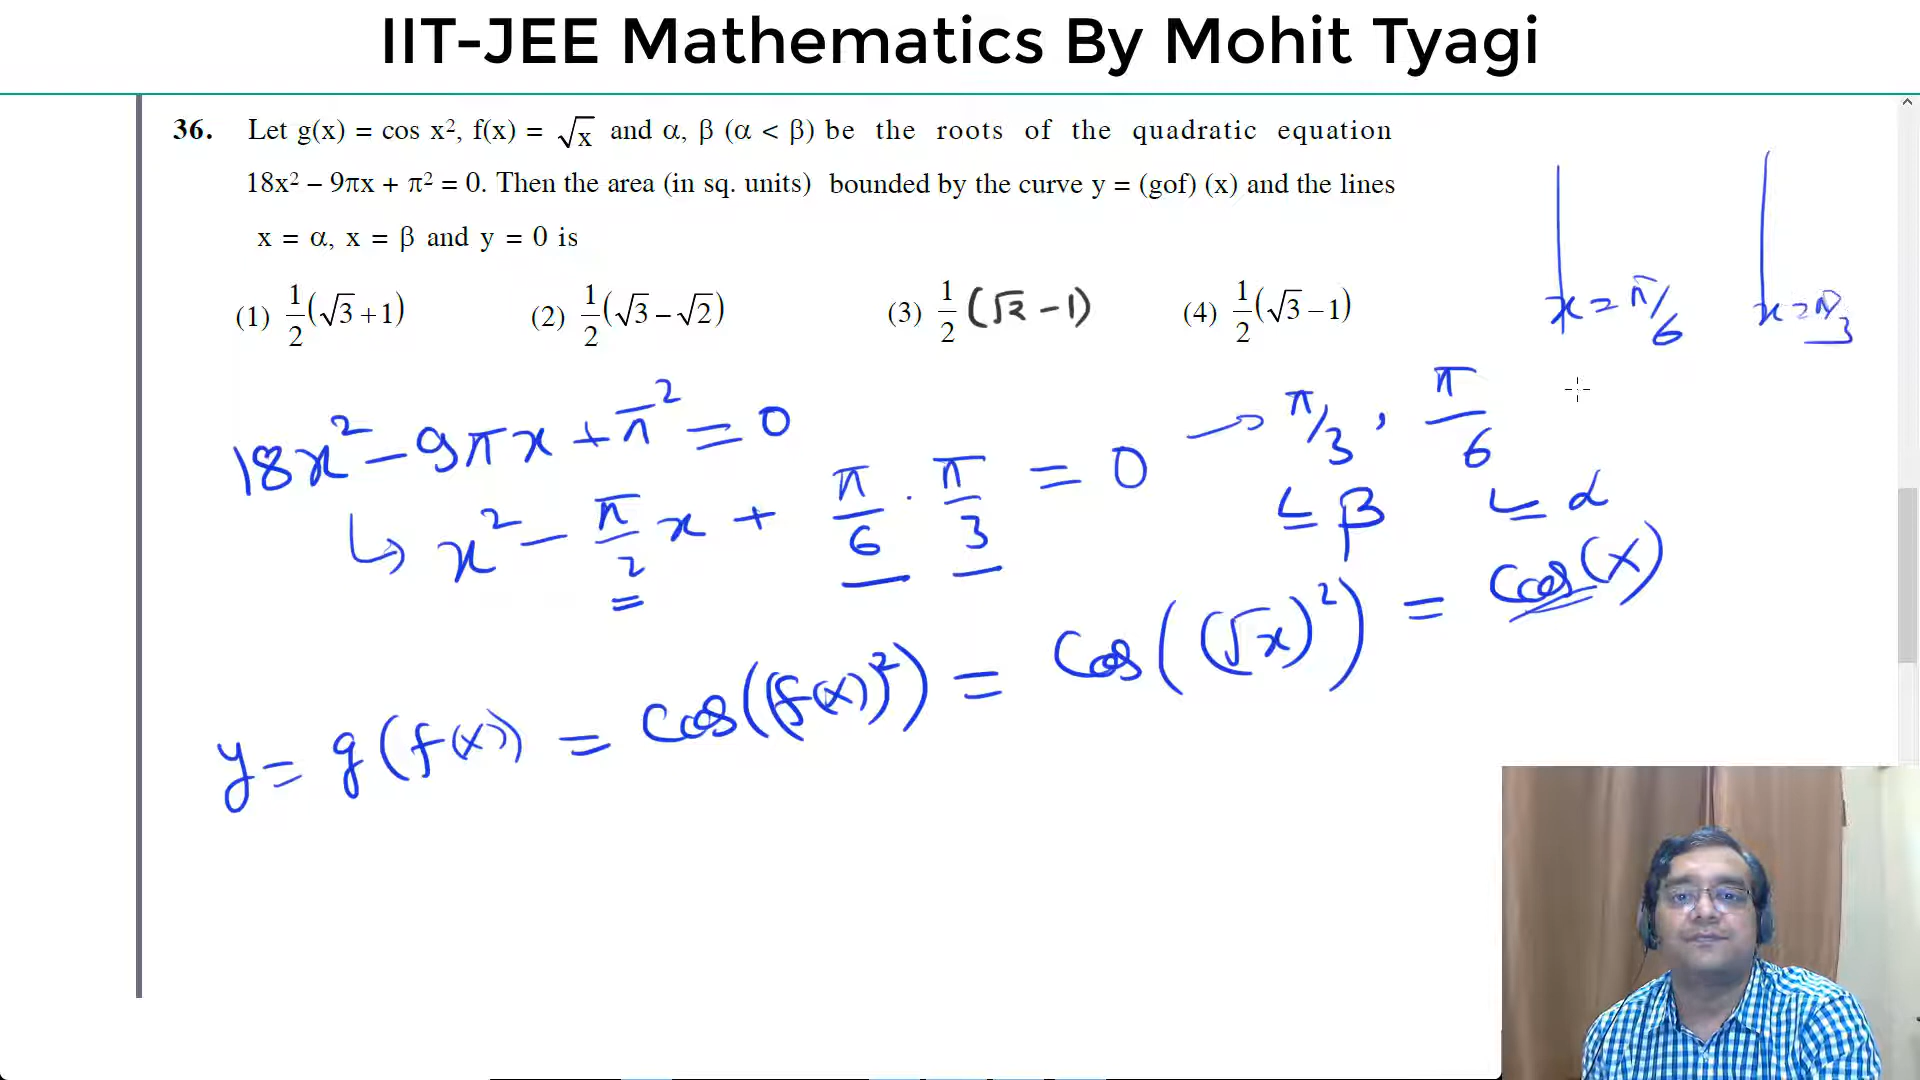 IIT-JEE Mathematics By Mohit Tyagi
36. Let g(x) = cos x², f(x) = √x and α, β (α < β) be the roots of the quadratic equation
18x² – 9πx + π² = 0. Then the area (in sq. units) bounded by the curve y = (gof) (x) and the lines
x = α, x = β and y = 0 is
(1) 1/2(√3+1) (2) 1/2(√3–√2) (3) 1/2(√2–1) (4) 1/2(√3–1)
x = π/6 x = π/3
18x² – 9πx + π² = 0
→ π/3, π/6
↳ x² – π/2 x + π/6 · π/3 = 0
β α
y = g(f(x)) = cos((f(x))²) = cos((√x)²) = cos(x)